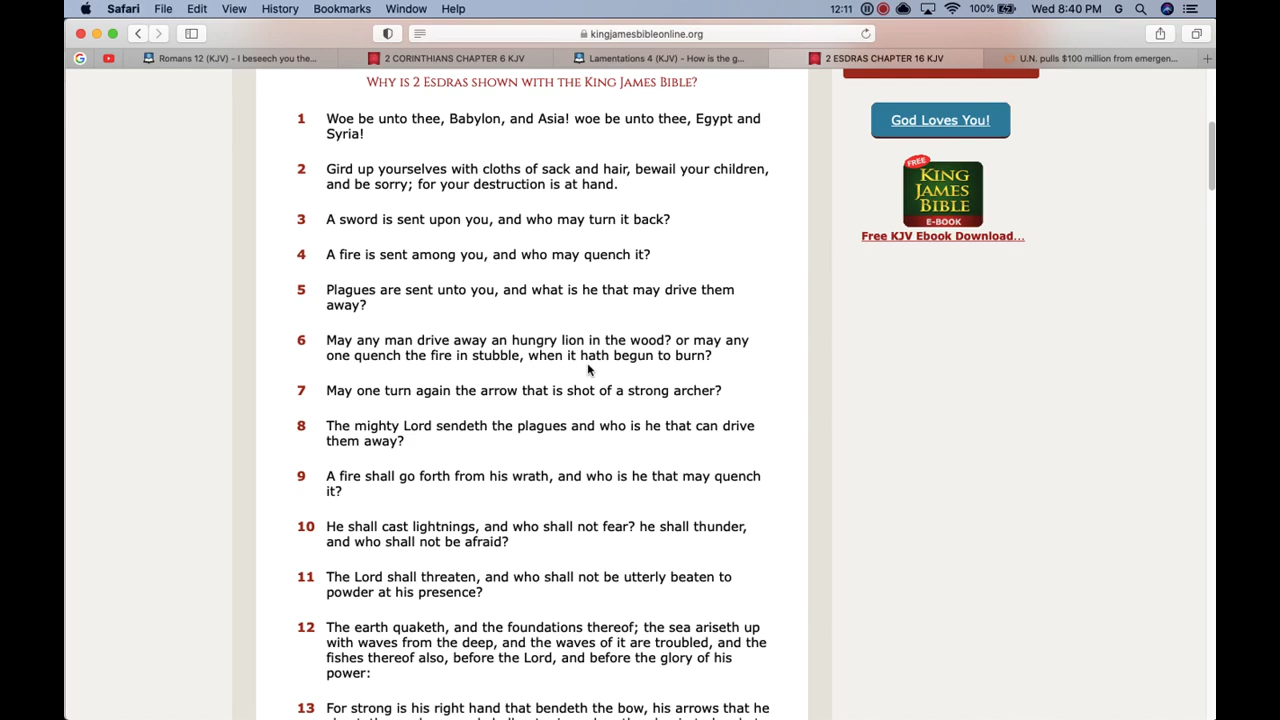 Safari File Edit View History Bookmarks Window Help 12:11 100% Wed 8:40 PM G
kingjamesbibleonline.org
Romans 12 (KJV) - I beseech you the...
2 CORINTHIANS CHAPTER 6 KJV
Lamentations 4 (KJV) - How is the g...
2 ESDRAS CHAPTER 16 KJV
U.N. pulls $100 million from emergen...
WHY IS 2 ESDRAS SHOWN WITH THE KING JAMES BIBLE?
1 Woe be unto thee, Babylon, and Asia! woe be unto thee, Egypt and
Syria!
2 Gird up yourselves with cloths of sack and hair, bewail your children,
and be sorry; for your destruction is at hand.
3 A sword is sent upon you, and who may turn it back?
4 A fire is sent among you, and who may quench it?
5 Plagues are sent unto you, and what is he that may drive them
away?
6 May any man drive away an hungry lion in the wood? or may any
one quench the fire in stubble, when it hath begun to burn?
7 May one turn again the arrow that is shot of a strong archer?
8 The mighty Lord sendeth the plagues and who is he that can drive
them away?
9 A fire shall go forth from his wrath, and who is he that may quench
it?
10 He shall cast lightnings, and who shall not fear? he shall thunder,
and who shall not be afraid?
11 The Lord shall threaten, and who shall not be utterly beaten to
powder at his presence?
12 The earth quaketh, and the foundations thereof; the sea ariseth up
with waves from the deep, and the waves of it are troubled, and the
fishes thereof also, before the Lord, and before the glory of his
power:
13 For strong is his right hand that bendeth the bow, his arrows that he
God Loves You!
FREE
KING
JAMES
BIBLE
E-BOOK
Free KJV Ebook Download...